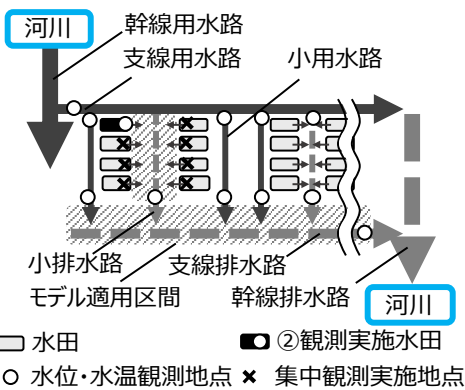 河川
幹線用水路
支線用水路
小用水路
小排水路
支線排水路
モデル適用区間
幹線排水路
河川
水田
②観測実施水田
水位・水温観測地点
集中観測実施地点